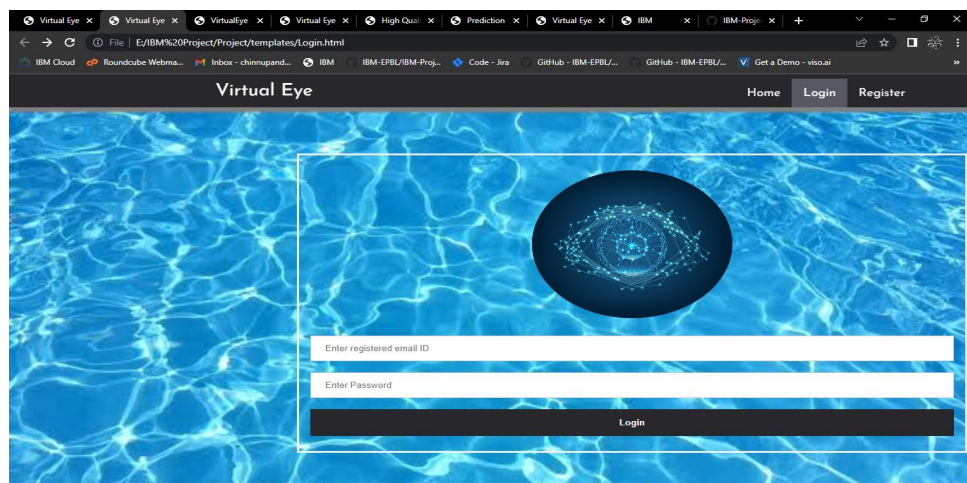 Virtual Eye Virtual Eye VirtualEye Virtual Eye High Quali Prediction Virtual Eye IBM IBM-Proje
File | E:/IBM%20Project/Project/templates/Login.html
IBM Cloud Roundcube Webma... Inbox - chinnupand... IBM IBM-EPBL/IBM-Proj... Code - Jira GitHub - IBM-EPBL/... GitHub - IBM-EPBL/... Get a Demo - viso.ai »
Virtual Eye Home Login Register
Enter registered email ID
Enter Password
Login